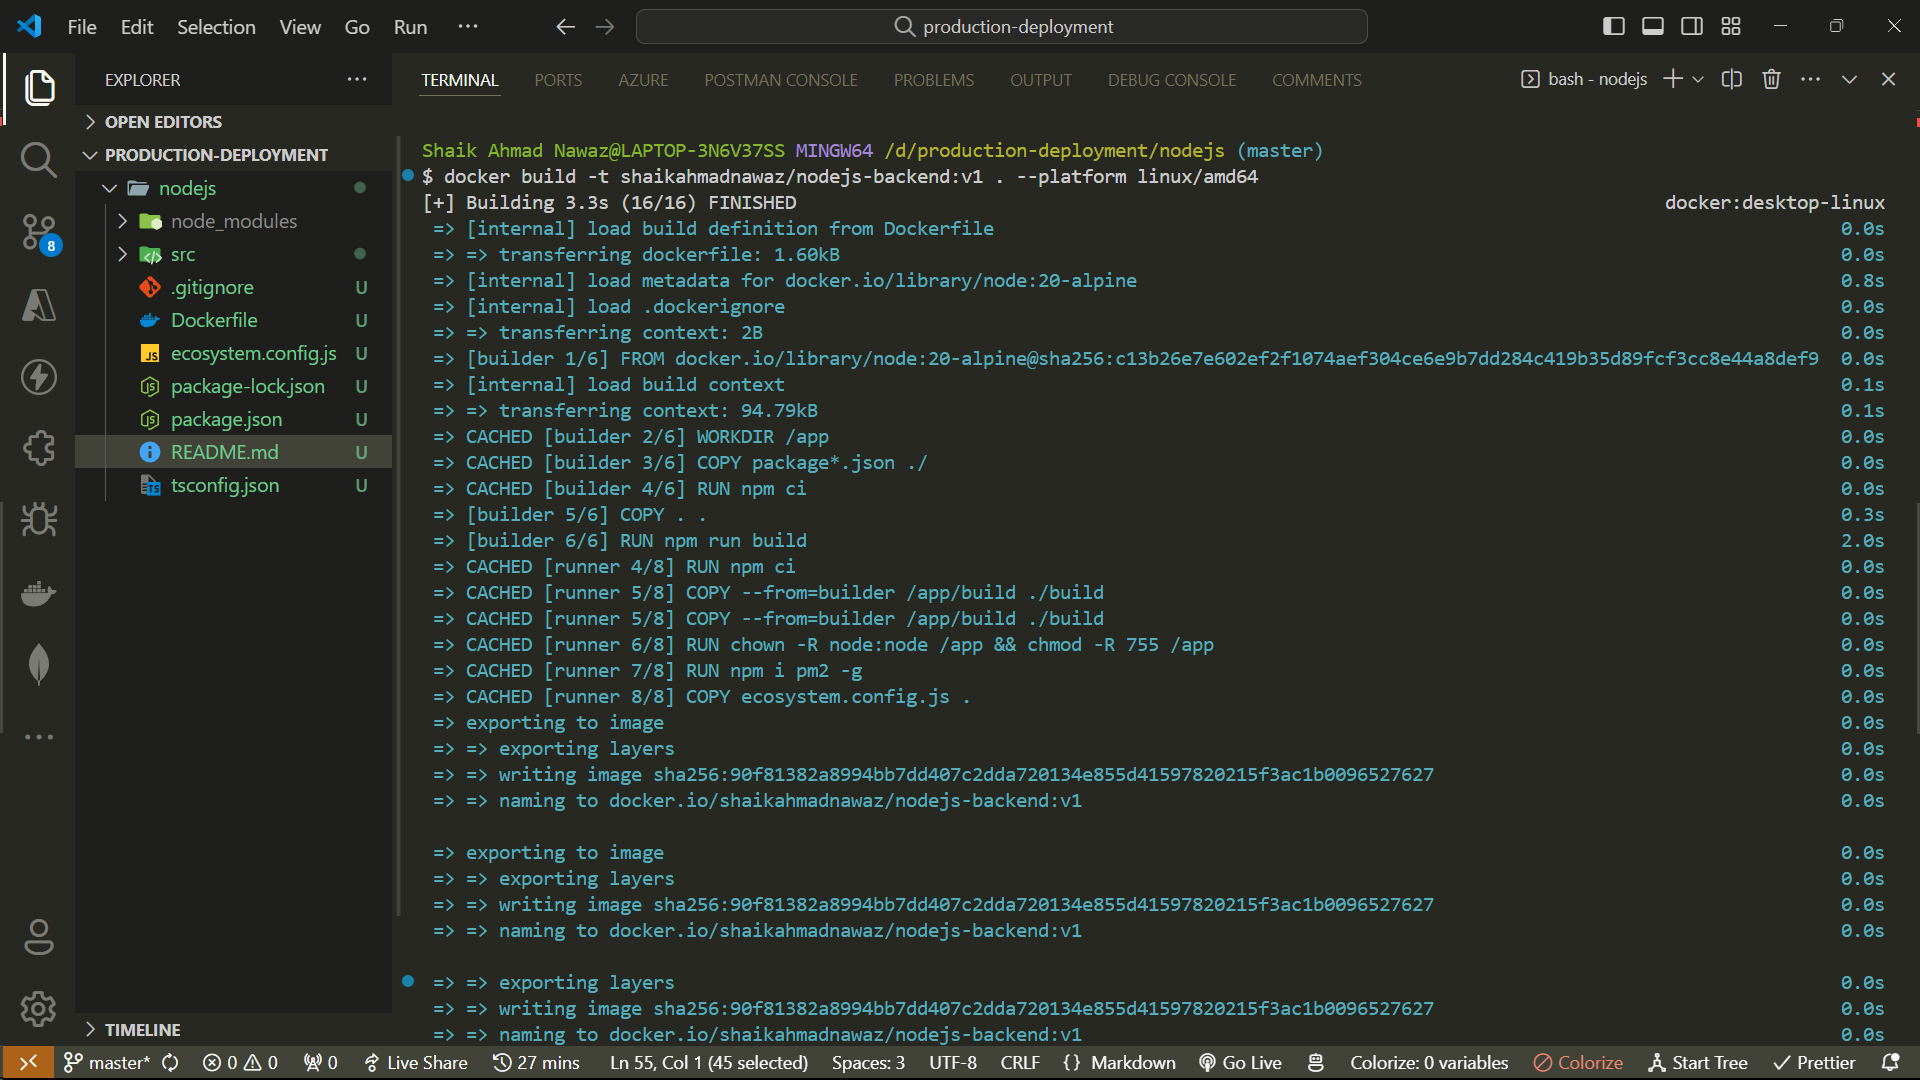 File Edit Selection View Go Run ··· production-deployment
EXPLORER ···
OPEN EDITORS
PRODUCTION-DEPLOYMENT
nodejs
node_modules
src
.gitignore U
Dockerfile U
ecosystem.config.js U
package-lock.json U
package.json U
README.md U
tsconfig.json U
TIMELINE
8
TERMINAL PORTS AZURE POSTMAN CONSOLE PROBLEMS OUTPUT DEBUG CONSOLE COMMENTS bash - nodejs
Shaik Ahmad Nawaz@LAPTOP-3N6V37SS MINGW64 /d/production-deployment/nodejs (master)
$ docker build -t shaikahmadnawaz/nodejs-backend:v1 . --platform linux/amd64
[+] Building 3.3s (16/16) FINISHED docker:desktop-linux
=> [internal] load build definition from Dockerfile 0.0s
=> => transferring dockerfile: 1.60kB 0.0s
=> [internal] load metadata for docker.io/library/node:20-alpine 0.8s
=> [internal] load .dockerignore 0.0s
=> => transferring context: 2B 0.0s
=> [builder 1/6] FROM docker.io/library/node:20-alpine@sha256:c13b26e7e602ef2f1074aef304ce6e9b7dd284c419b35d89fcf3cc8e44a8def9 0.0s
=> [internal] load build context 0.1s
=> => transferring context: 94.79kB 0.1s
=> CACHED [builder 2/6] WORKDIR /app 0.0s
=> CACHED [builder 3/6] COPY package*.json ./ 0.0s
=> CACHED [builder 4/6] RUN npm ci 0.0s
=> [builder 5/6] COPY . . 0.3s
=> [builder 6/6] RUN npm run build 2.0s
=> CACHED [runner 4/8] RUN npm ci 0.0s
=> CACHED [runner 5/8] COPY --from=builder /app/build ./build 0.0s
=> CACHED [runner 5/8] COPY --from=builder /app/build ./build 0.0s
=> CACHED [runner 6/8] RUN chown -R node:node /app && chmod -R 755 /app 0.0s
=> CACHED [runner 7/8] RUN npm i pm2 -g 0.0s
=> CACHED [runner 8/8] COPY ecosystem.config.js . 0.0s
=> exporting to image 0.0s
=> => exporting layers 0.0s
=> => writing image sha256:90f81382a8994bb7dd407c2dda720134e855d41597820215f3ac1b0096527627 0.0s
=> => naming to docker.io/shaikahmadnawaz/nodejs-backend:v1 0.0s
=> exporting to image 0.0s
=> => exporting layers 0.0s
=> => writing image sha256:90f81382a8994bb7dd407c2dda720134e855d41597820215f3ac1b0096527627 0.0s
=> => naming to docker.io/shaikahmadnawaz/nodejs-backend:v1 0.0s
=> => exporting layers 0.0s
=> => writing image sha256:90f81382a8994bb7dd407c2dda720134e855d41597820215f3ac1b0096527627 0.0s
=> => naming to docker.io/shaikahmadnawaz/nodejs-backend:v1 0.0s
master* 0 0 0 Live Share 27 mins Ln 55, Col 1 (45 selected) Spaces: 3 UTF-8 CRLF {} Markdown Go Live Colorize: 0 variables Colorize Start Tree Prettier